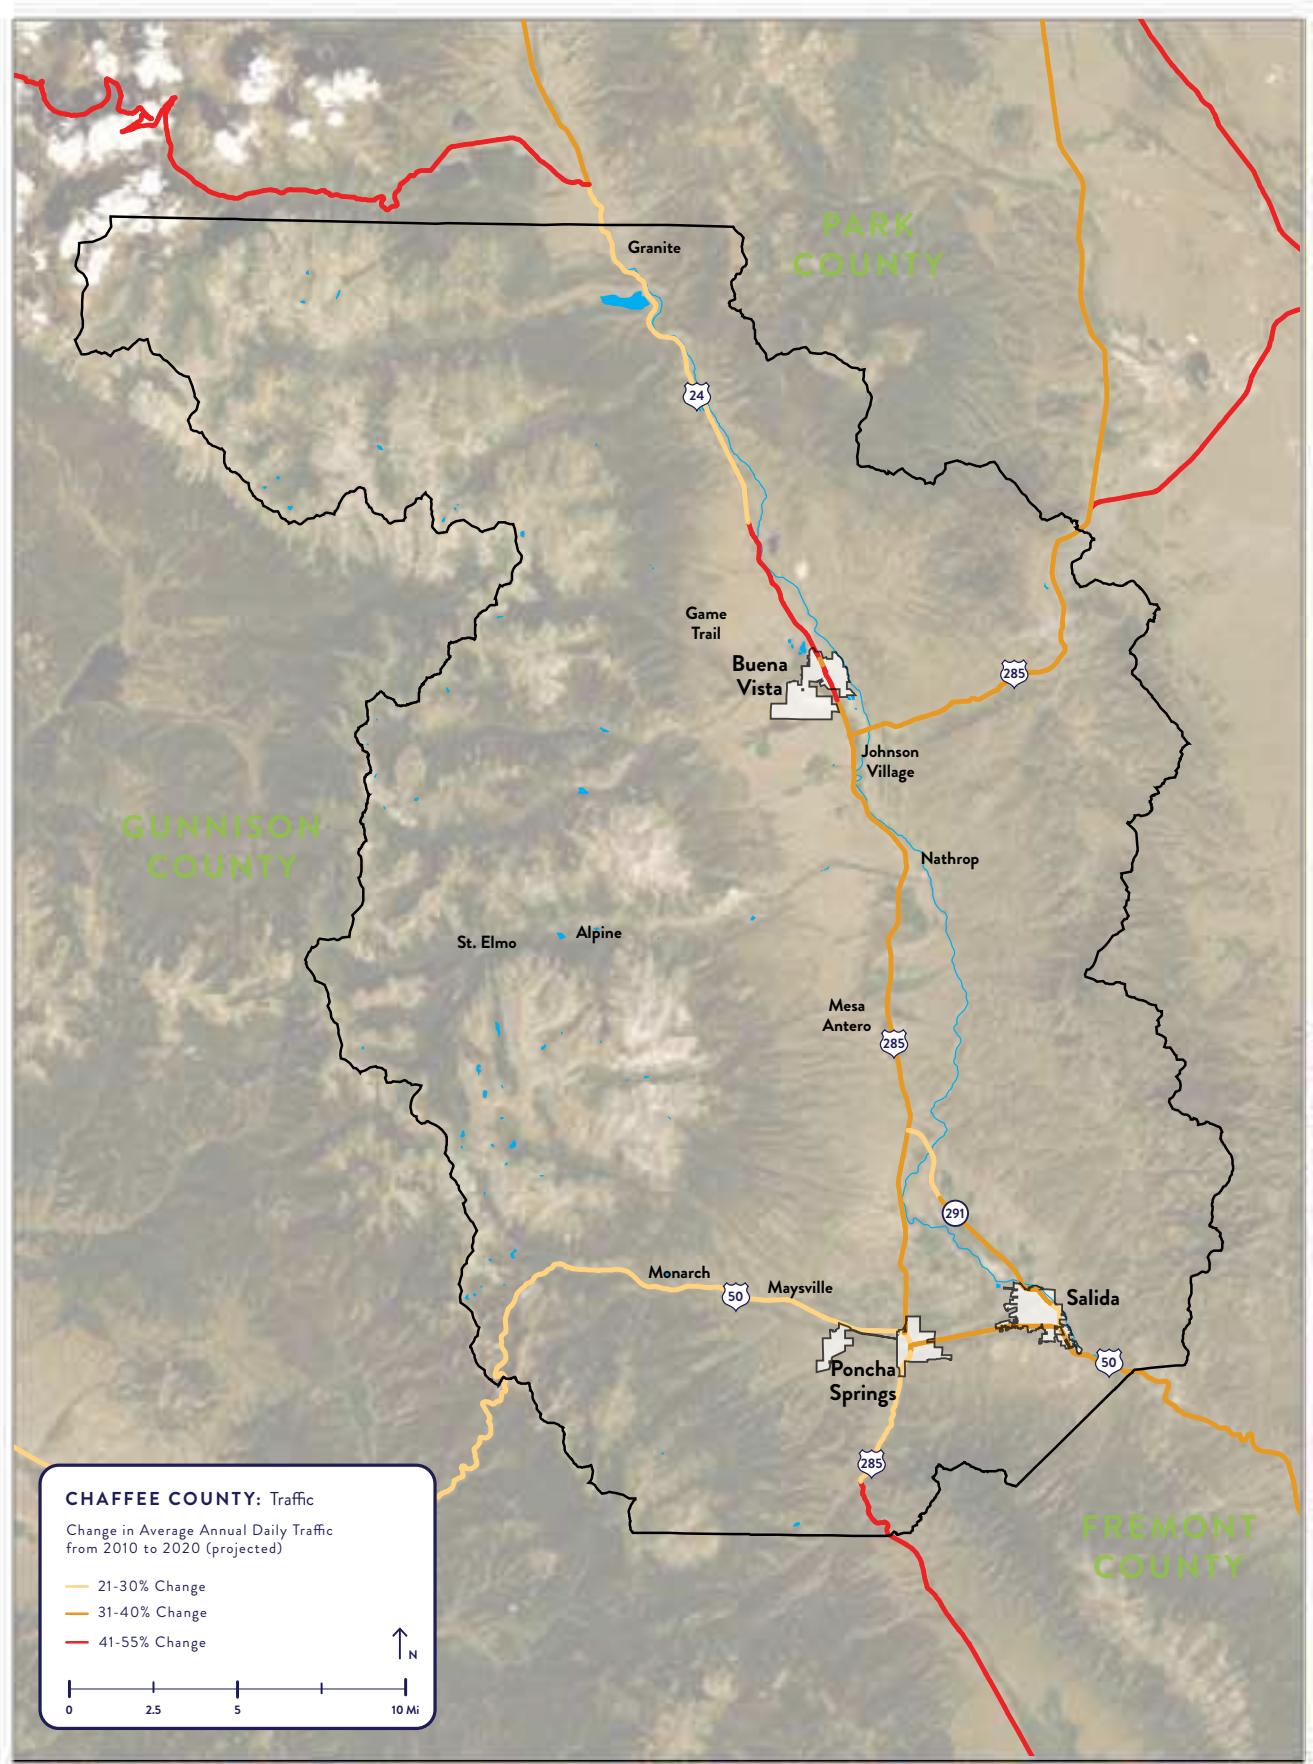 PARK
COUNTY
Granite
24
Game
Trail
Buena
Vista
285
Johnson
Village
GUNNISON
COUNTY
Nathrop
St. Elmo
Alpine
Mesa
Antero
285
291
Monarch
50
Maysville
Salida
50
Poncha
Springs
285
FREMONT
COUNTY
CHAFFEE COUNTY: Traffic
Change in Average Annual Daily Traffic
from 2010 to 2020 (projected)
21-30% Change
31-40% Change
41-55% Change
N
0 2.5 5 10 Mi